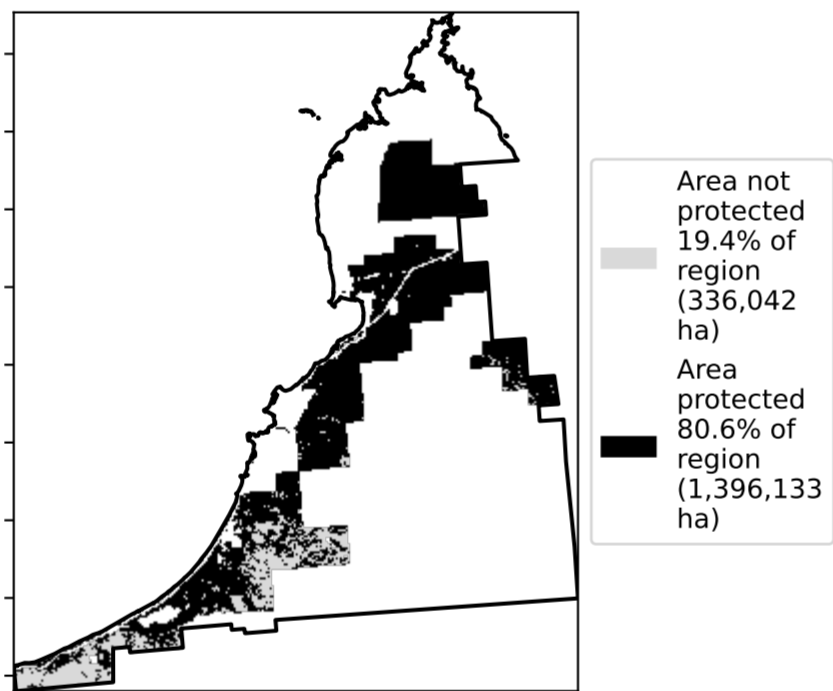 Area not
protected
19.4% of
region
(336,042
ha)
Area
protected
80.6% of
region
(1,396,133
ha)